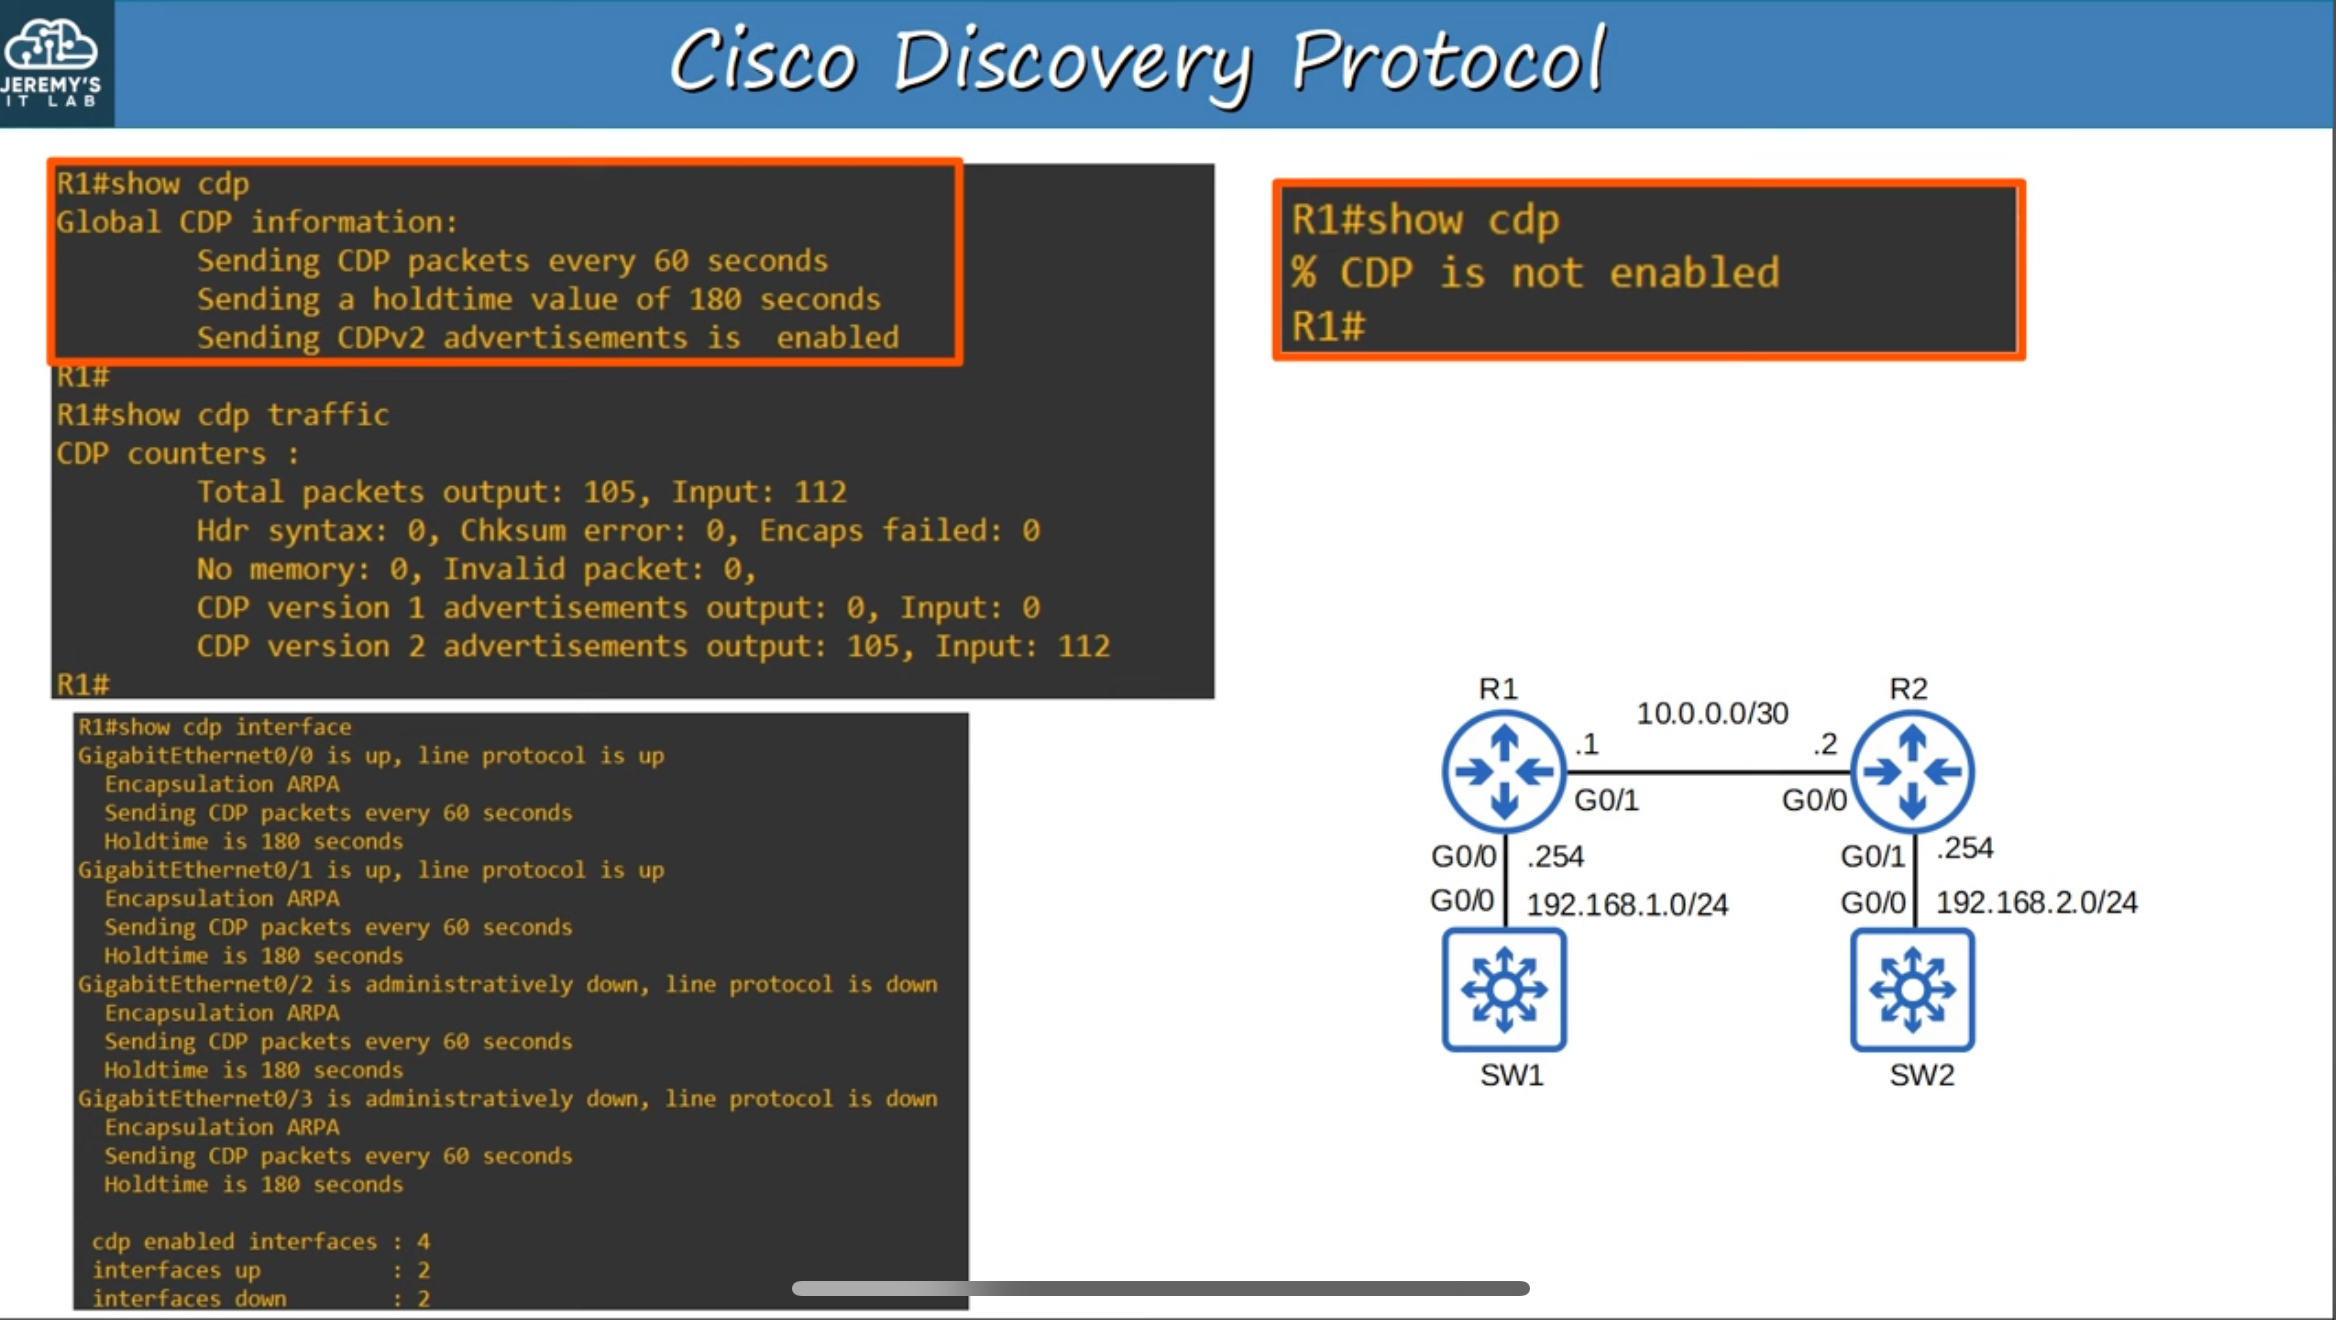 JEREMY'S
IT LAB
Cisco Discovery Protocol
R1#show cdp
Global CDP information:
Sending CDP packets every 60 seconds
Sending a holdtime value of 180 seconds
Sending CDPv2 advertisements is  enabled
R1#
R1#show cdp traffic
CDP counters :
Total packets output: 105, Input: 112
Hdr syntax: 0, Chksum error: 0, Encaps failed: 0
No memory: 0, Invalid packet: 0,
CDP version 1 advertisements output: 0, Input: 0
CDP version 2 advertisements output: 105, Input: 112
R1#
R1#show cdp interface
GigabitEthernet0/0 is up, line protocol is up
Encapsulation ARPA
Sending CDP packets every 60 seconds
Holdtime is 180 seconds
GigabitEthernet0/1 is up, line protocol is up
Encapsulation ARPA
Sending CDP packets every 60 seconds
Holdtime is 180 seconds
GigabitEthernet0/2 is administratively down, line protocol is down
Encapsulation ARPA
Sending CDP packets every 60 seconds
Holdtime is 180 seconds
GigabitEthernet0/3 is administratively down, line protocol is down
Encapsulation ARPA
Sending CDP packets every 60 seconds
Holdtime is 180 seconds
cdp enabled interfaces : 4
interfaces up : 2
interfaces down : 2
R1#show cdp
% CDP is not enabled
R1#
R1
R2
10.0.0.0/30
.1
.2
G0/1
G0/0
G0/0
.254
G0/1
.254
G0/0
192.168.1.0/24
G0/0
192.168.2.0/24
SW1
SW2